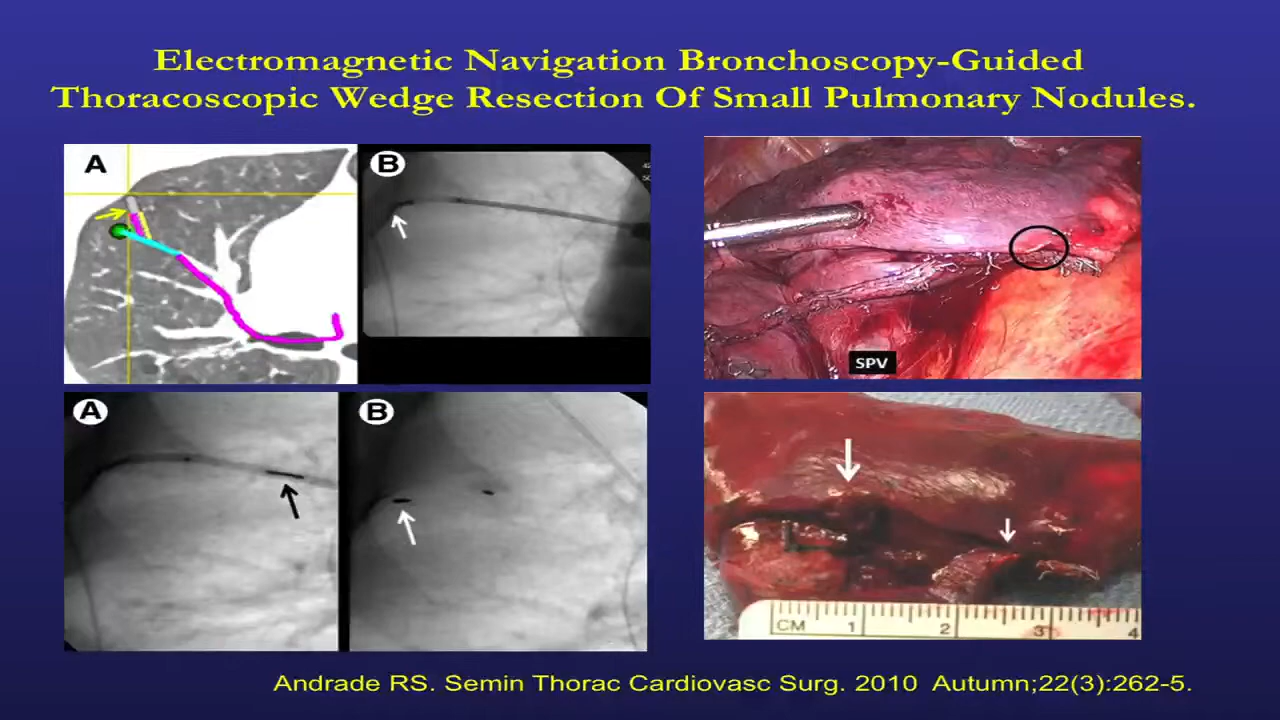 Electromagnetic Navigation Bronchoscopy-Guided
Thoracoscopic Wedge Resection Of Small Pulmonary Nodules.
A
B
SPV
A
B
CM 1 2 3 4
Andrade RS. Semin Thorac Cardiovasc Surg. 2010 Autumn;22(3):262-5.